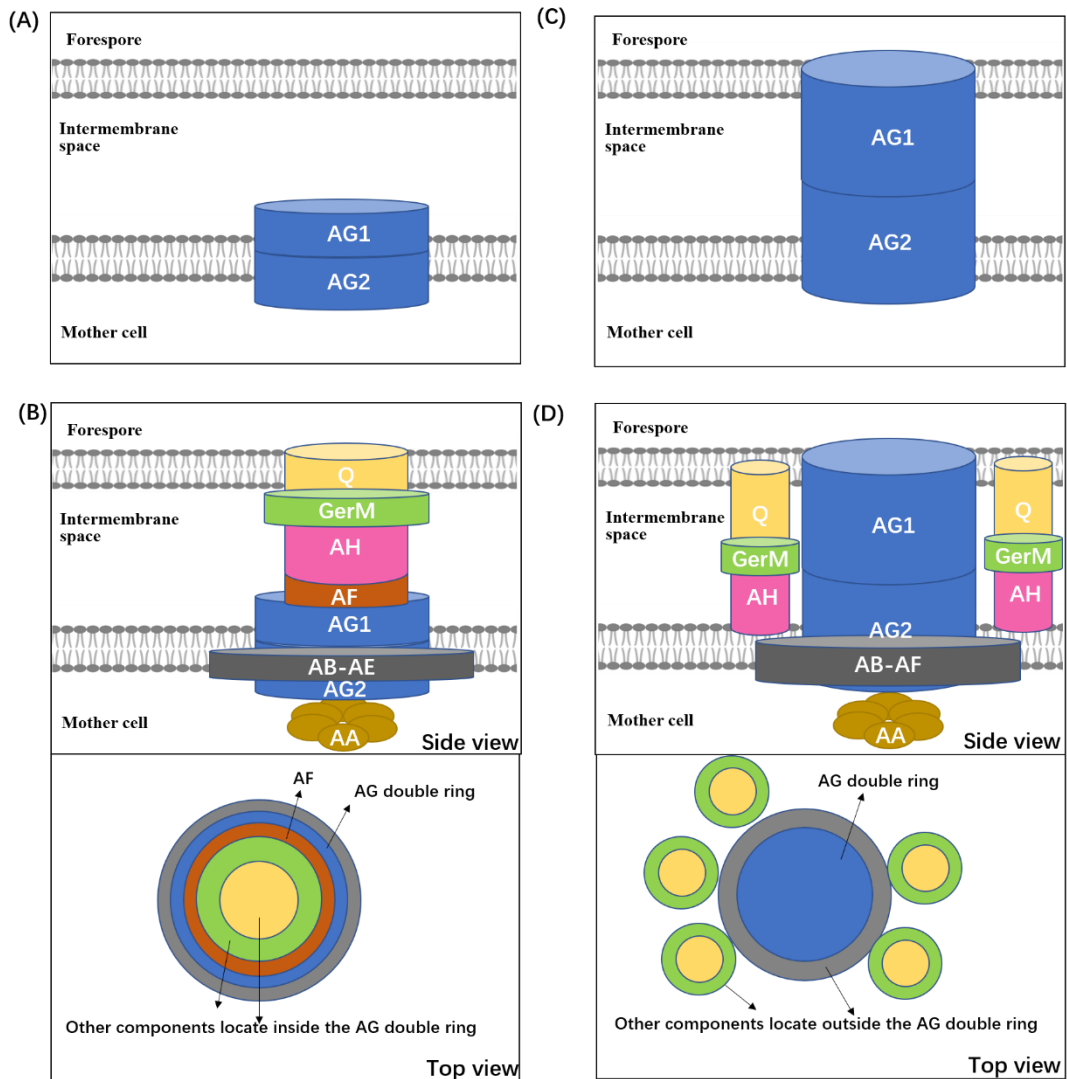 (A)
Forespore
Intermembrane
space
AG1
AG2
Mother cell
(C)
Forespore
Intermembrane
space
AG1
AG2
Mother cell
(B)
Forespore
Q
Intermembrane
space
GerM
AH
AF
AG1
AB-AE
AG2
Mother cell
AA
Side view
AF
AG double ring
Other components locate inside the AG double ring
Top view
(D)
Forespore
Intermembrane
space
Q
GerM
AH
AG1
AG2
Q
GerM
AH
AB-AF
Mother cell
AA
Side view
AG double ring
Other components locate outside the AG double ring
Top view